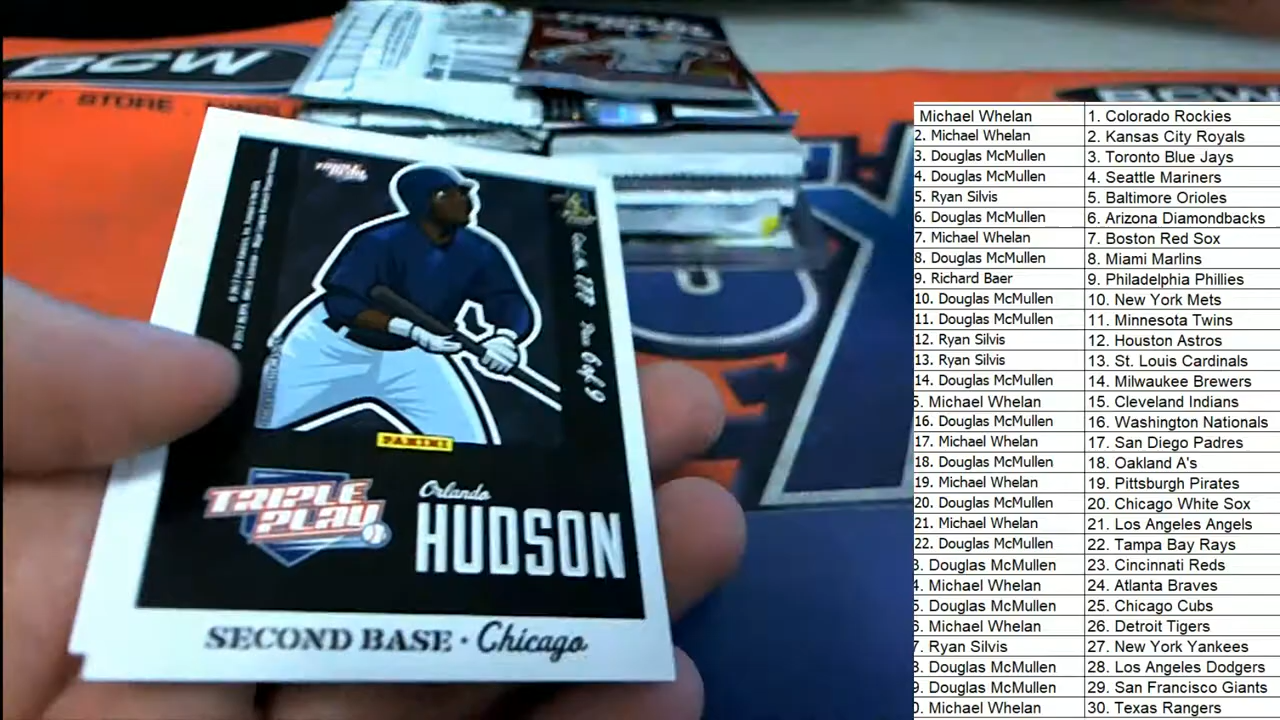 BCW
STORE
TRIPLE PLAY
PANINI
TRIPLE PLAY
Orlando
HUDSON
SECOND BASE · Chicago
Michael Whelan 1. Colorado Rockies
2. Michael Whelan 2. Kansas City Royals
3. Douglas McMullen 3. Toronto Blue Jays
4. Douglas McMullen 4. Seattle Mariners
5. Ryan Silvis 5. Baltimore Orioles
6. Douglas McMullen 6. Arizona Diamondbacks
7. Michael Whelan 7. Boston Red Sox
8. Douglas McMullen 8. Miami Marlins
9. Richard Baer 9. Philadelphia Phillies
10. Douglas McMullen 10. New York Mets
11. Douglas McMullen 11. Minnesota Twins
12. Ryan Silvis 12. Houston Astros
13. Ryan Silvis 13. St. Louis Cardinals
14. Douglas McMullen 14. Milwaukee Brewers
5. Michael Whelan 15. Cleveland Indians
16. Douglas McMullen 16. Washington Nationals
17. Michael Whelan 17. San Diego Padres
18. Douglas McMullen 18. Oakland A's
19. Michael Whelan 19. Pittsburgh Pirates
20. Douglas McMullen 20. Chicago White Sox
21. Michael Whelan 21. Los Angeles Angels
22. Douglas McMullen 22. Tampa Bay Rays
3. Douglas McMullen 23. Cincinnati Reds
4. Michael Whelan 24. Atlanta Braves
5. Douglas McMullen 25. Chicago Cubs
6. Michael Whelan 26. Detroit Tigers
7. Ryan Silvis 27. New York Yankees
8. Douglas McMullen 28. Los Angeles Dodgers
9. Douglas McMullen 29. San Francisco Giants
0. Michael Whelan 30. Texas Rangers